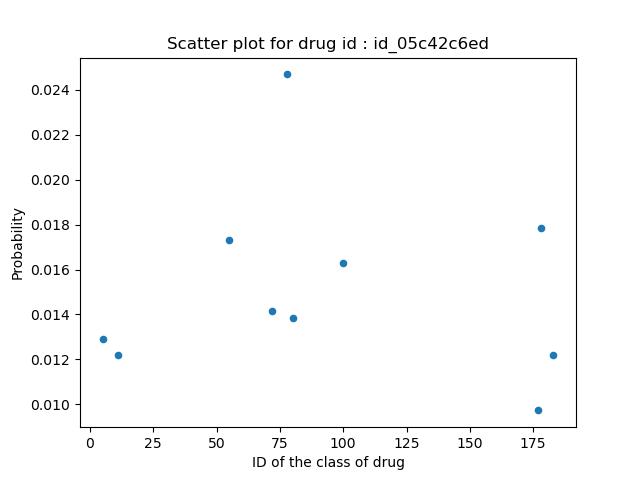 Scatter plot for drug id : id_05c42c6ed
0.024
0.022
0.020
0.018
0.016
0.014
0.012
0.010
Probability
0 25 50 75 100 125 150 175
ID of the class of drug